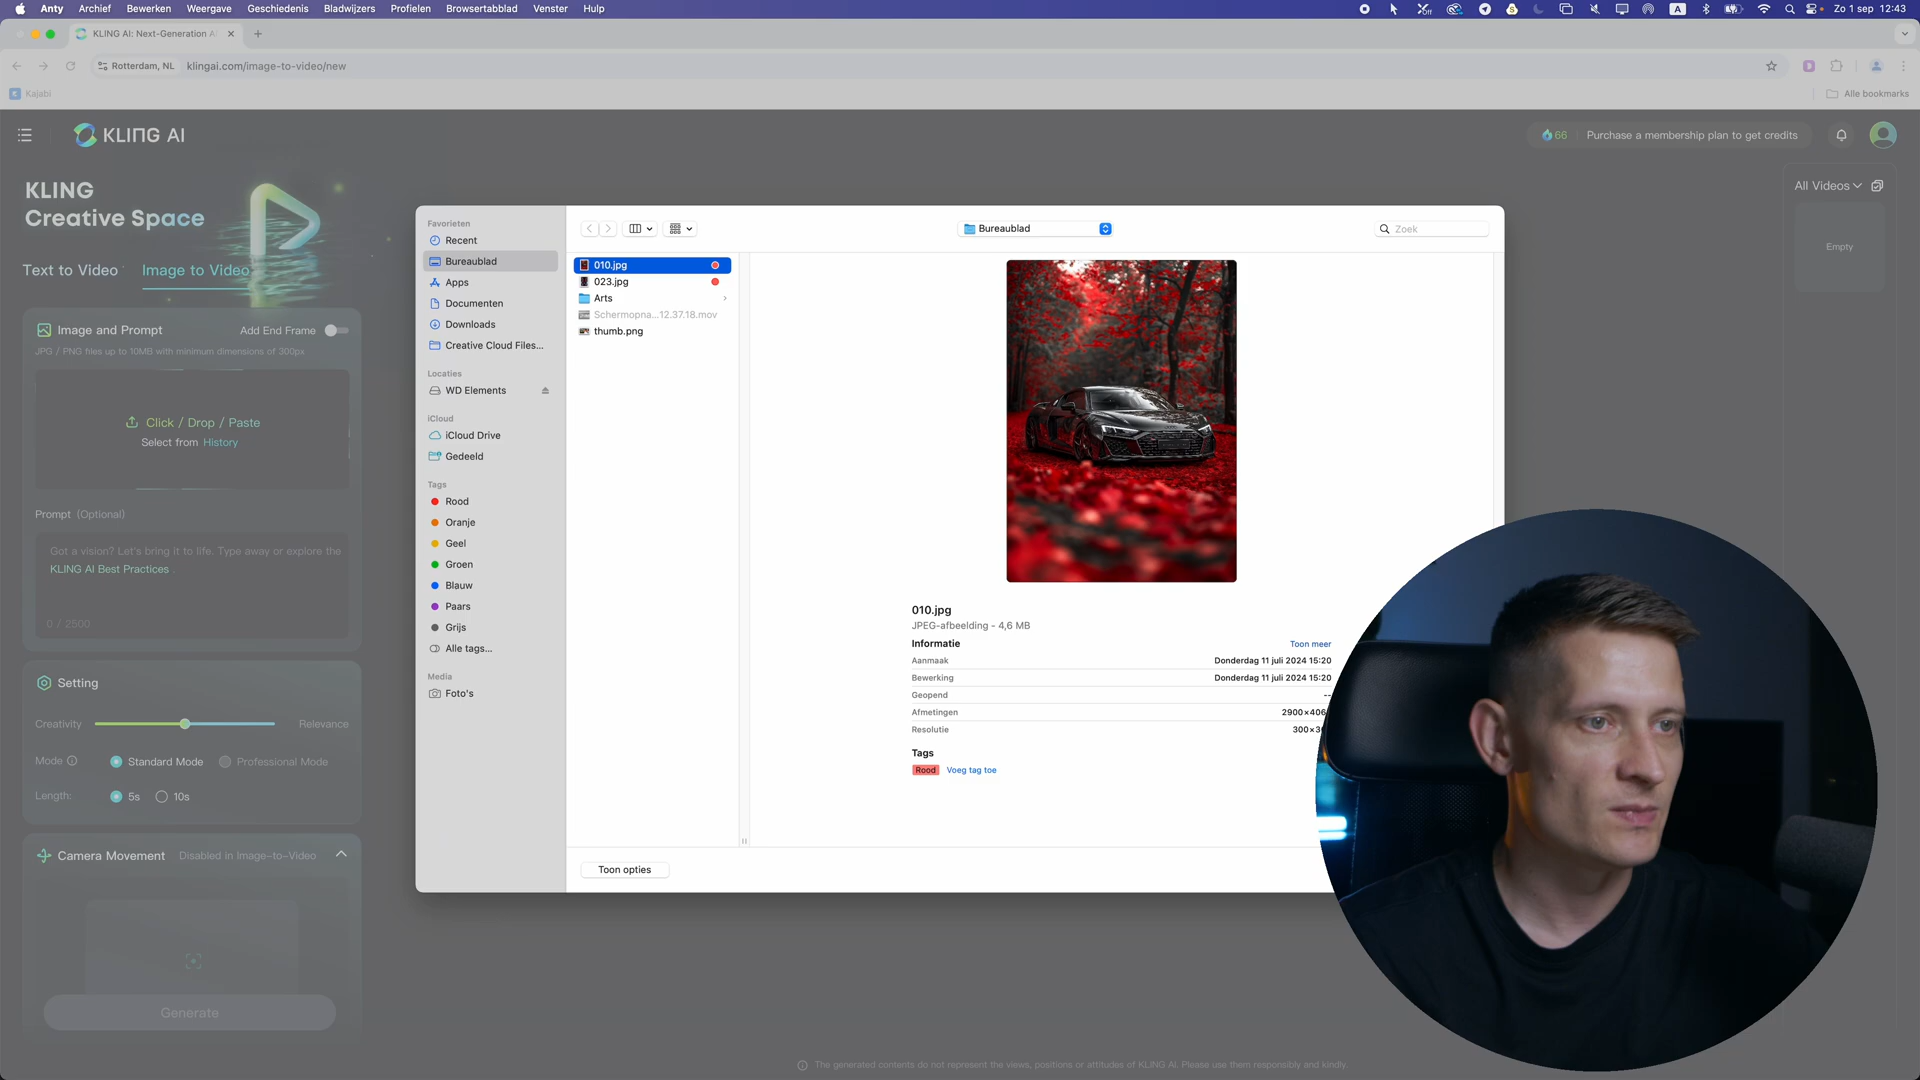 Anty Archief Bewerken Weergave Geschiedenis Bladwijzers Profielen Browsertabblad Venster Help
A Zo 1 sep 12:43
KLING AI: Next-Generation A
Rotterdam, NL klingai.com/image-to-video/new
Kajabi
Alle bookmarks
KLING AI
66 Purchase a membership plan to get credits
KLING
Creative Space
All Videos
Empty
Text to Video Image to Video
Image and Prompt Add End Frame
JPG / PNG files up to 10MB with minimum dimensions of 300px
Click / Drop / Paste
Select from History
Prompt (Optional)
Got a vision? Let's bring it to life. Type away or explore the
KLING AI Best Practices .
0 / 2500
Setting
Creativity Relevance
Mode Standard Mode Professional Mode
Length: 5s 10s
Camera Movement Disabled in Image-to-Video
Generate
Favorieten
Recent
Bureaublad
Apps
Documenten
Downloads
Creative Cloud Files...
Locaties
WD Elements
iCloud
iCloud Drive
Gedeeld
Tags
Rood
Oranje
Geel
Groen
Blauw
Paars
Grijs
Alle tags...
Media
Foto's
Bureaublad
Zoek
010.jpg
023.jpg
Arts
Schermopna...12.37.18.mov
thumb.png
010.jpg
JPEG-afbeelding - 4,6 MB
Informatie Toon meer
Aanmaak Donderdag 11 juli 2024 15:20
Bewerking Donderdag 11 juli 2024 15:20
Geopend --
Afmetingen
Resolutie
Tags
Rood Voeg tag toe
Toon opties
The generated contents do not represent the views, positions or attitudes of KLING AI. Please use them responsibly and kindly.